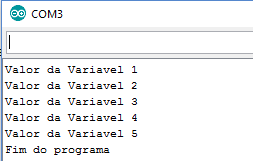 COM3
Valor da Variavel 1
Valor da Variavel 2
Valor da Variavel 3
Valor da Variavel 4
Valor da Variavel 5
Fim do programa